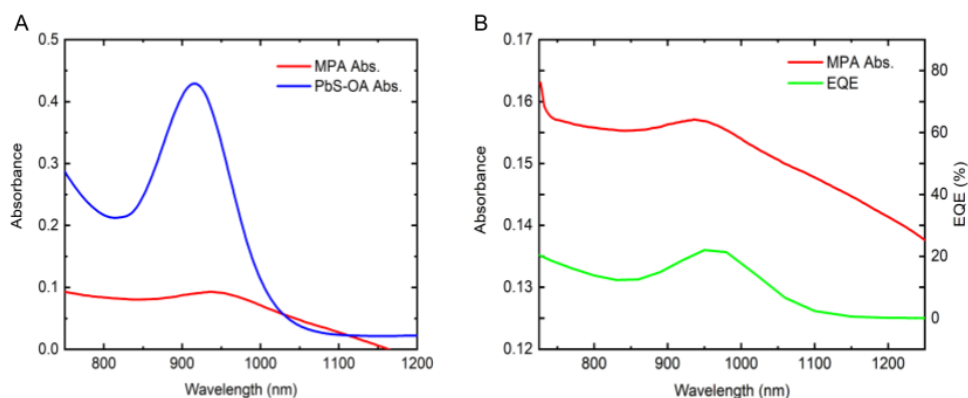 A
0.5
0.4
0.3
0.2
0.1
0.0
Absorbance
MPA Abs.
PbS-OA Abs.
800 900 1000 1100 1200
Wavelength (nm)
B
0.17
0.16
0.15
0.14
0.13
0.12
Absorbance
MPA Abs.
EQE
80
60
40
20
0
EQE (%)
800 900 1000 1100 1200
Wavelength (nm)